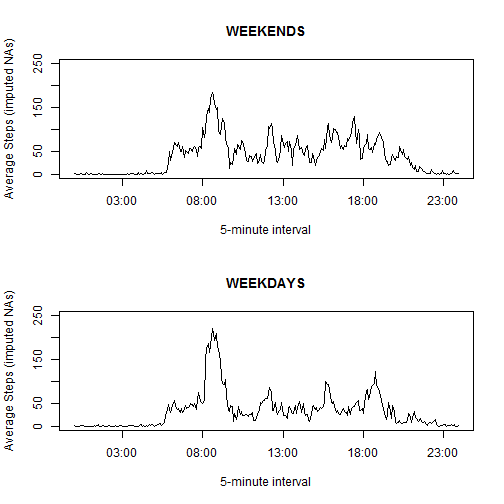 WEEKENDS
Average Steps (imputed NAs)
250
150
50
0
03:00 08:00 13:00 18:00 23:00
5-minute interval
WEEKDAYS
Average Steps (imputed NAs)
250
150
50
0
03:00 08:00 13:00 18:00 23:00
5-minute interval